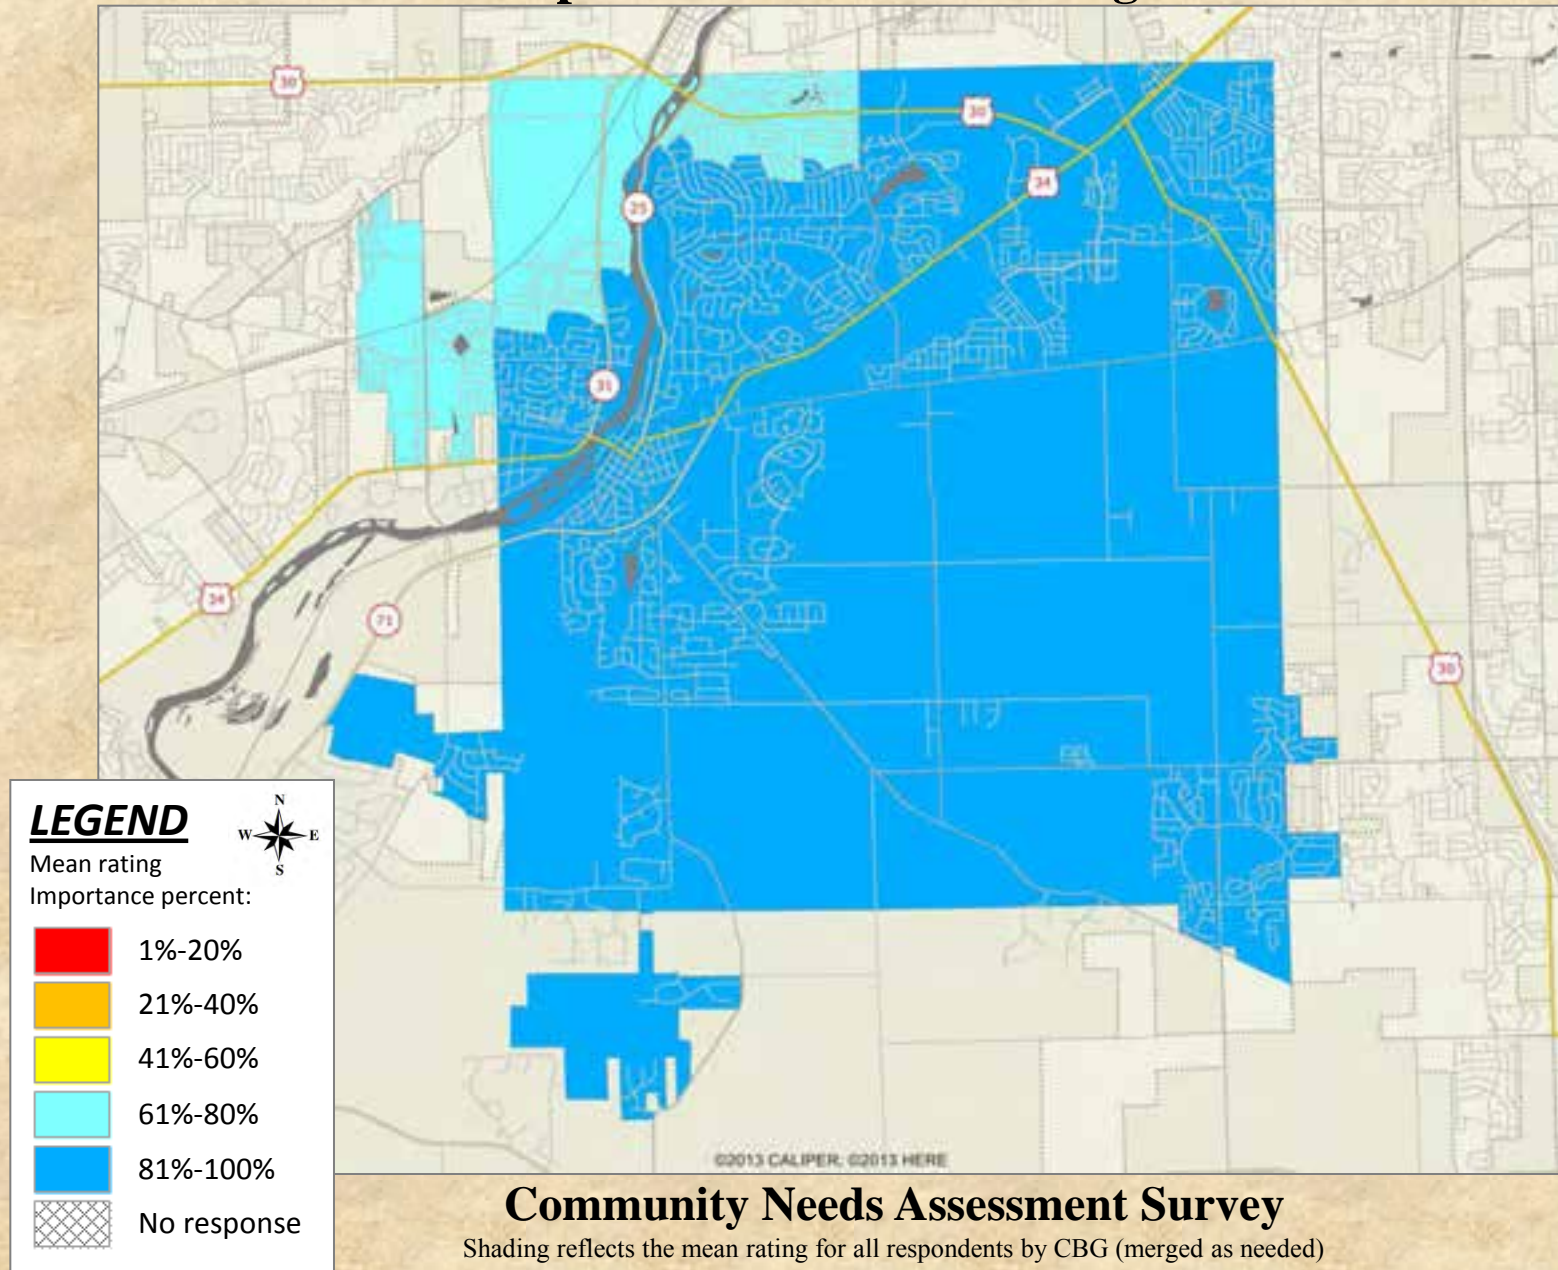 30
30
34
25
31
34
71
30
LEGEND
N
W E
S
Mean rating
Importance percent:
1%-20%
21%-40%
41%-60%
61%-80%
81%-100%
No response
©2013 CALIPER; ©2013 HERE
Community Needs Assessment Survey
Shading reflects the mean rating for all respondents by CBG (merged as needed)